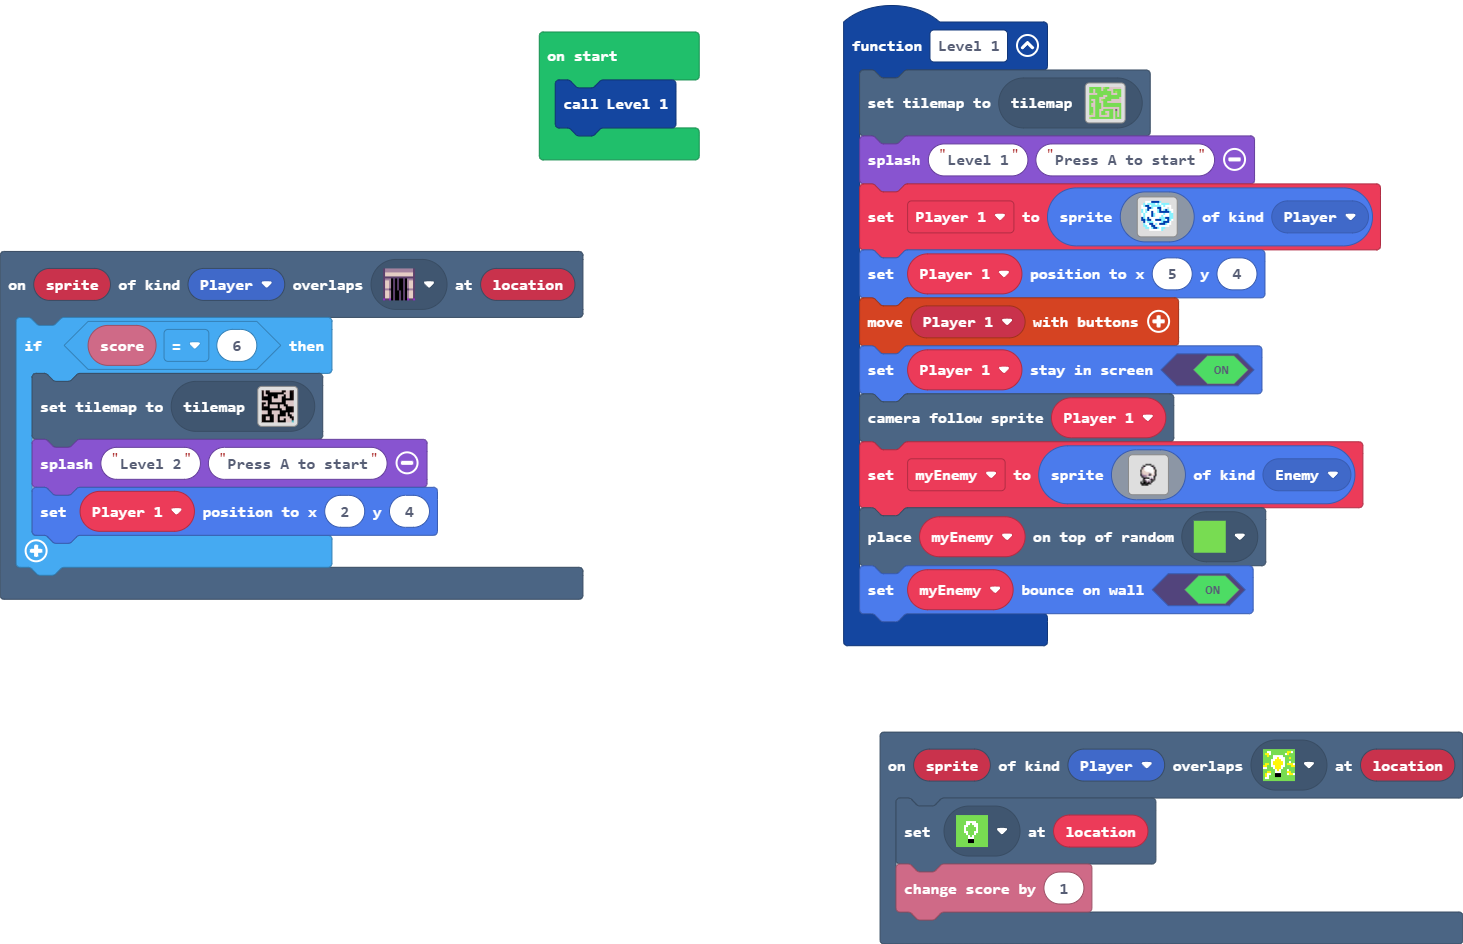 on start
call Level 1
function Level 1
set tilemap to tilemap
splash "Level 1" "Press A to start"
set Player 1 to sprite of kind Player
set Player 1 position to x 5 y 4
move Player 1 with buttons
set Player 1 stay in screen ON
camera follow sprite Player 1
set myEnemy to sprite of kind Enemy
place myEnemy on top of random
set myEnemy bounce on wall ON
on sprite of kind Player overlaps at location
if score = 6 then
set tilemap to tilemap
splash "Level 2" "Press A to start"
set Player 1 position to x 2 y 4
on sprite of kind Player overlaps at location
set at location
change score by 1